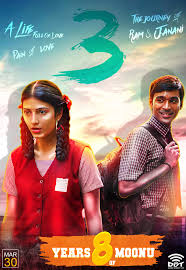 A LIFE
FULL OF LOVE
PAIN OF LOVE
3
THE JOURNEY OF
RAM & JANANI
MAR
30
YEARS 8 OF MOONU
DOT